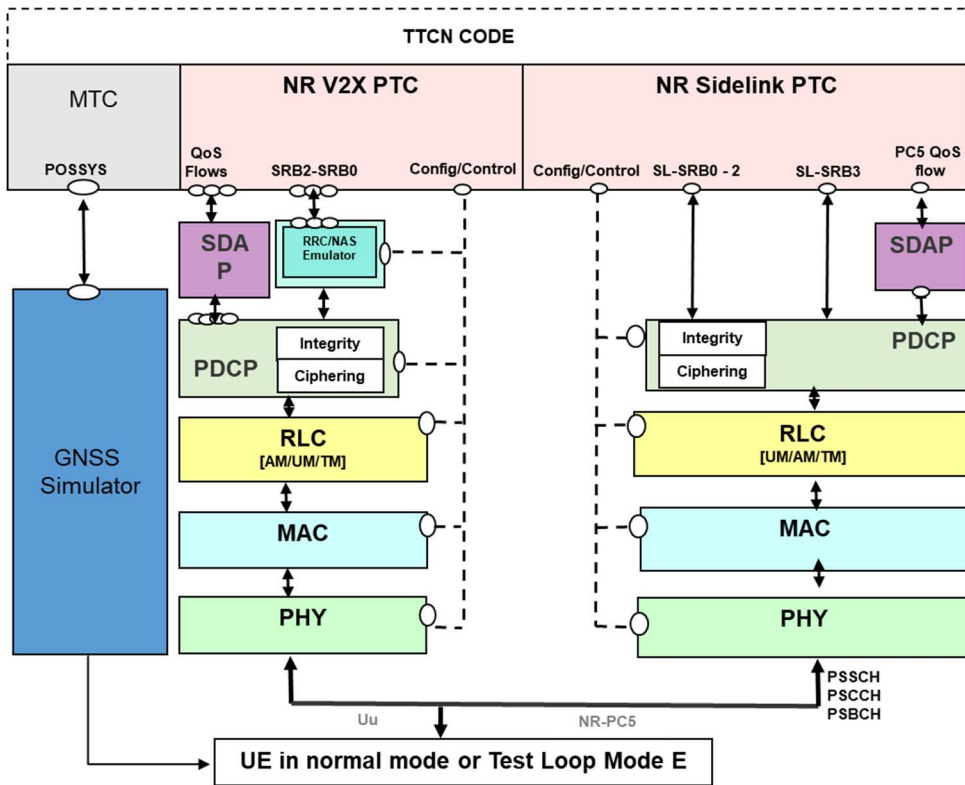 TTCN CODE
MTC
NR V2X PTC
NR Sidelink PTC
POSSYS
QoS
Flows
SRB2-SRB0
Config/Control
Config/Control
SL-SRB0 - 2
SL-SRB3
PC5 QoS
flow
SDA
P
RRC/NAS
Emulator
SDAP
PDCP
Integrity
Ciphering
Integrity
Ciphering
PDCP
GNSS
Simulator
RLC
[AM/UM/TM]
RLC
[UM/AM/TM]
MAC
MAC
PHY
PHY
PSSCH
PSCCH
PSBCH
Uu
NR-PC5
UE in normal mode or Test Loop Mode E